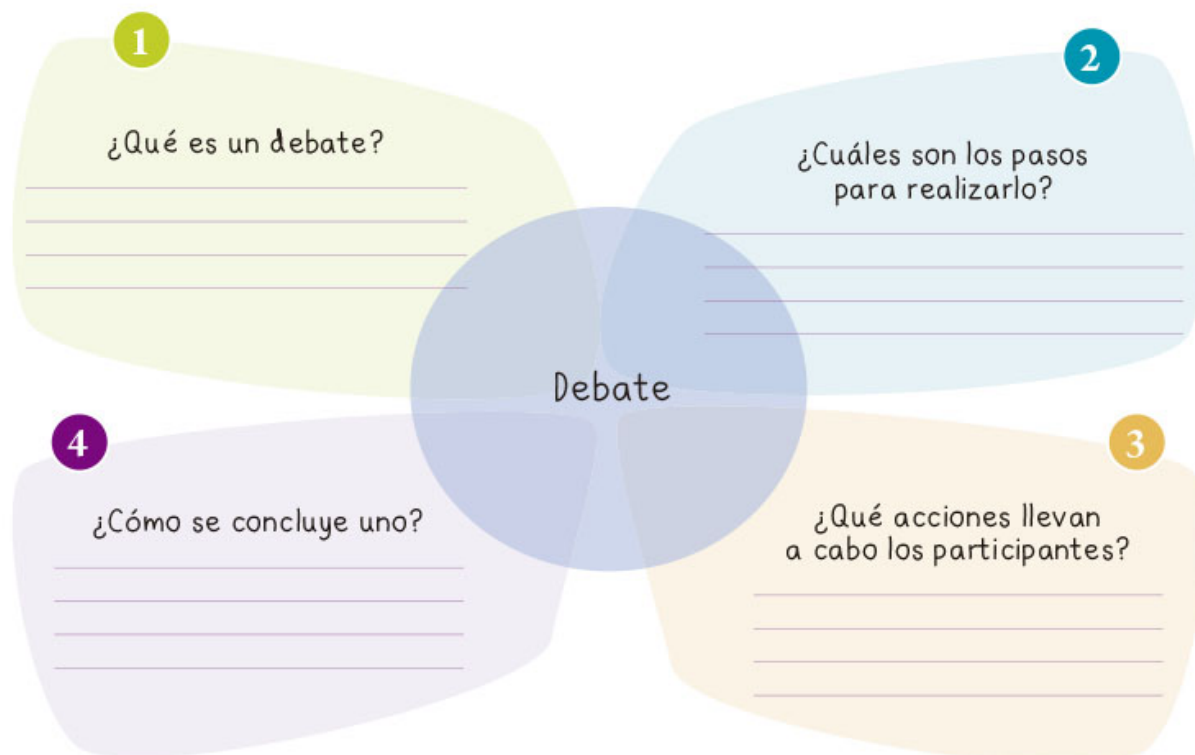 1
¿Qué es un debate?
2
¿Cuáles son los pasos
para realizarlo?
Debate
3
¿Qué acciones llevan
a cabo los participantes?
4
¿Cómo se concluye uno?